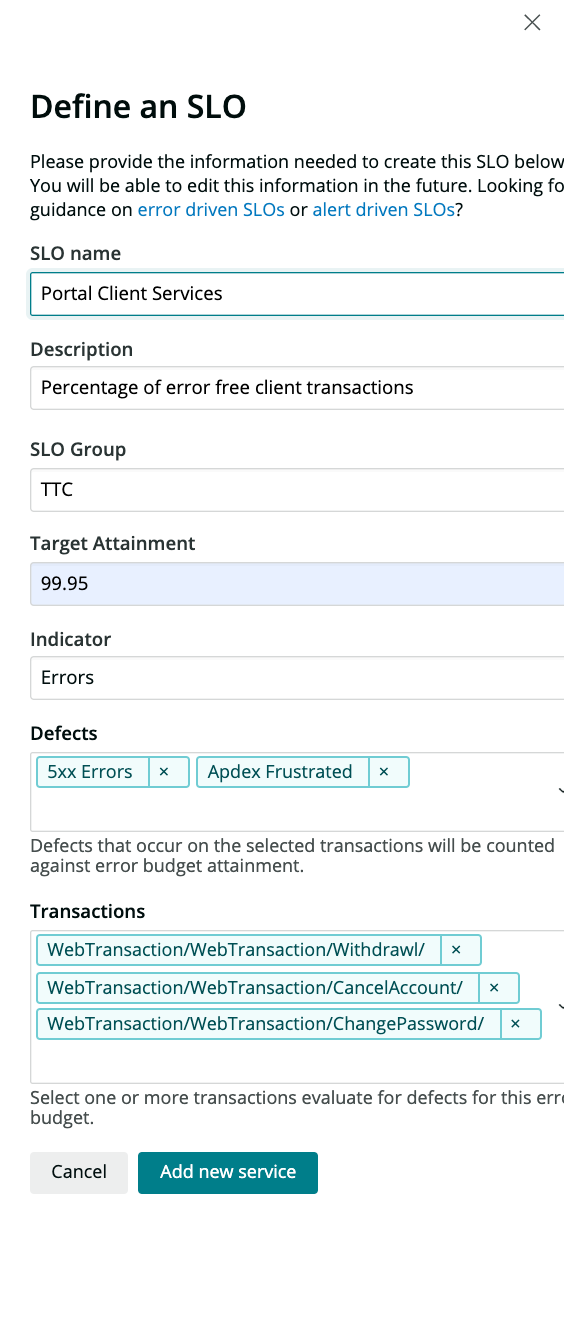 Define an SLO
Please provide the information needed to create this SLO below
You will be able to edit this information in the future. Looking fo
guidance on error driven SLOs or alert driven SLOs?
SLO name
Portal Client Services
Description
Percentage of error free client transactions
SLO Group
TTC
Target Attainment
99.95
Indicator
Errors
Defects
5xx Errors × Apdex Frustrated ×
Defects that occur on the selected transactions will be counted
against error budget attainment.
Transactions
WebTransaction/WebTransaction/Withdrawl/ ×
WebTransaction/WebTransaction/CancelAccount/ ×
WebTransaction/WebTransaction/ChangePassword/ ×
Select one or more transactions evaluate for defects for this erro
budget.
Cancel Add new service